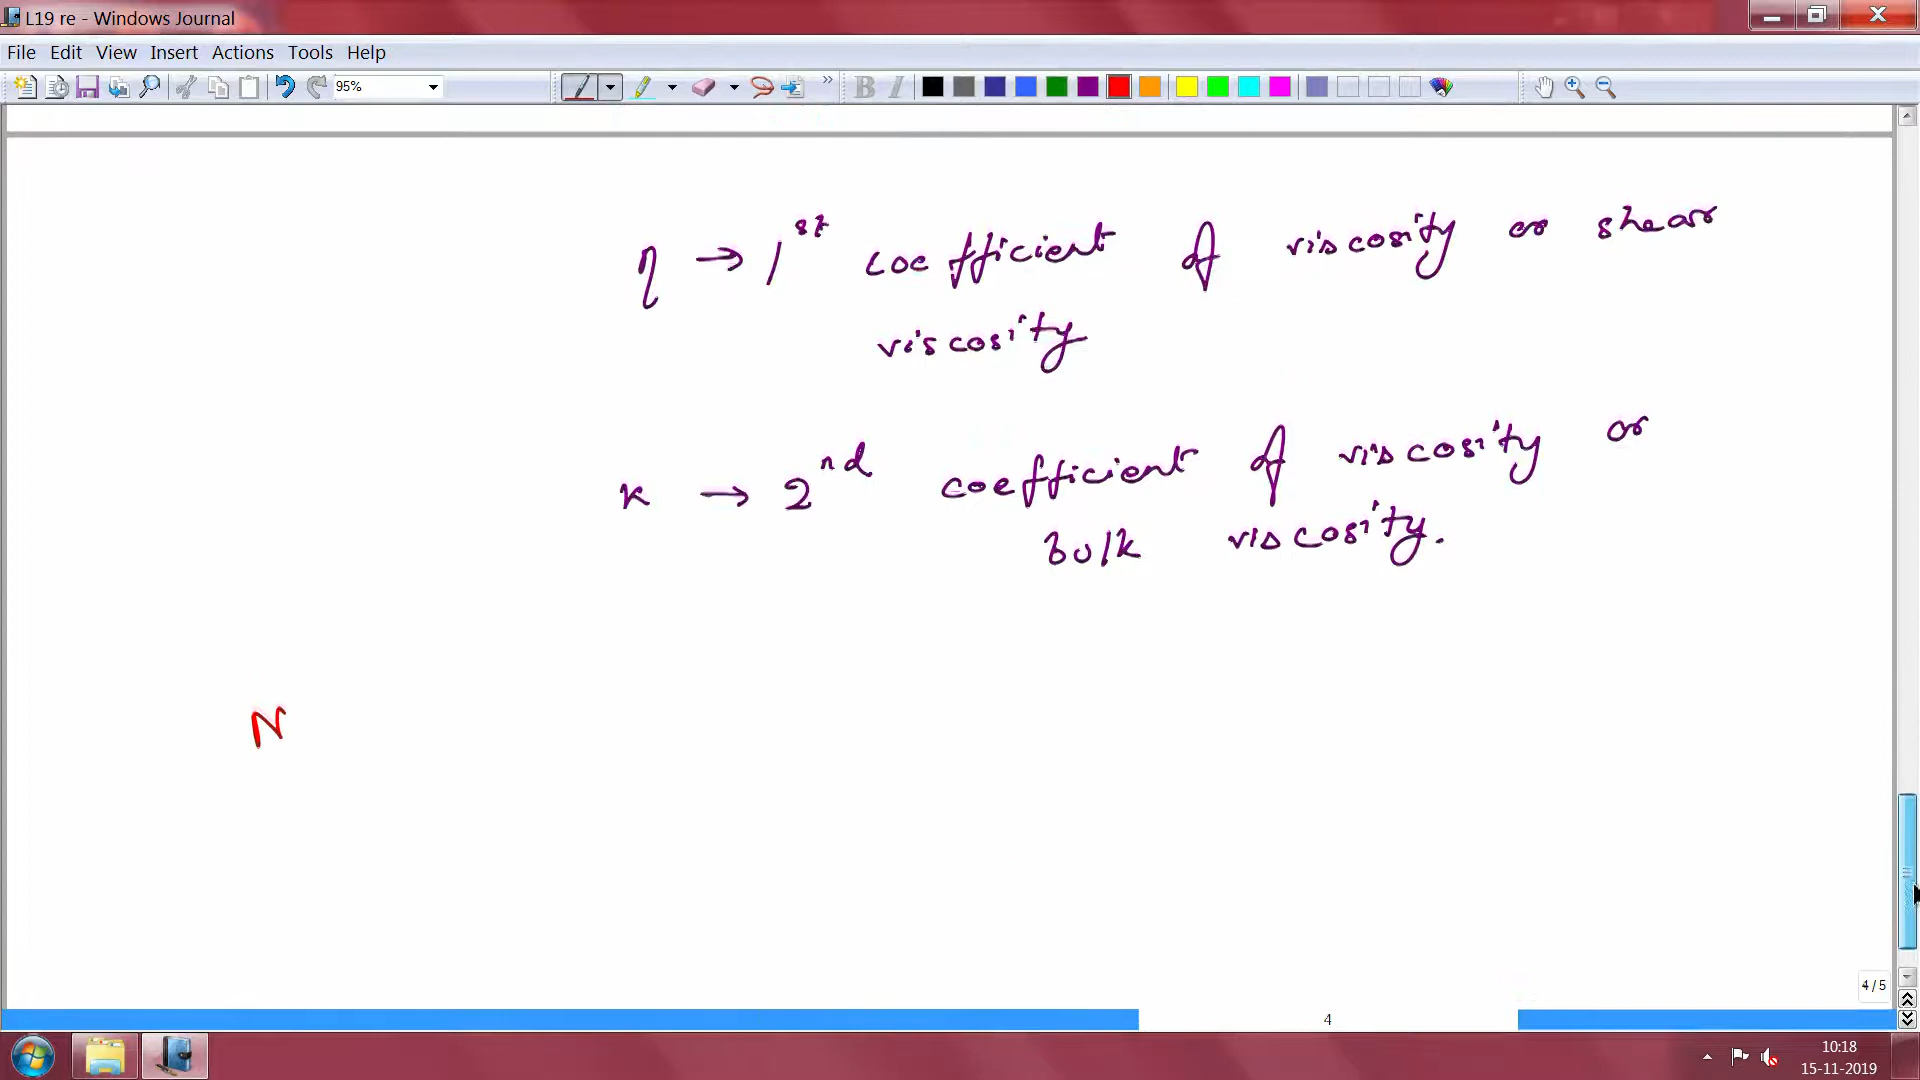 L19 re - Windows Journal
File Edit View Insert Actions Tools Help
95%
η → 1st coefficient of viscosity or shear
viscosity
κ → 2nd coefficient of viscosity or
bulk viscosity.
N
4 / 5
4
10:18
15-11-2019